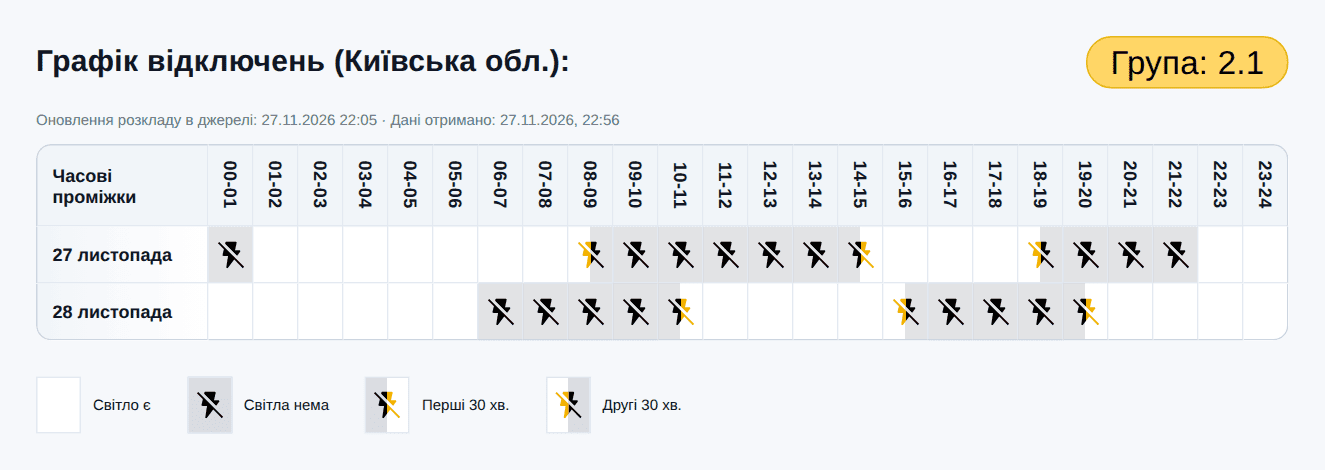 Графік відключень (Київська обл.):
Група: 2.1
Оновлення розкладу в джерелі: 27.11.2026 22:05 · Дані отримано: 27.11.2026, 22:56
Часові
проміжки
00-01
01-02
02-03
03-04
04-05
05-06
06-07
07-08
08-09
09-10
10-11
11-12
12-13
13-14
14-15
15-16
16-17
17-18
18-19
19-20
20-21
21-22
22-23
23-24
27 листопада
28 листопада
Світло є
Світла нема
Перші 30 хв.
Другі 30 хв.